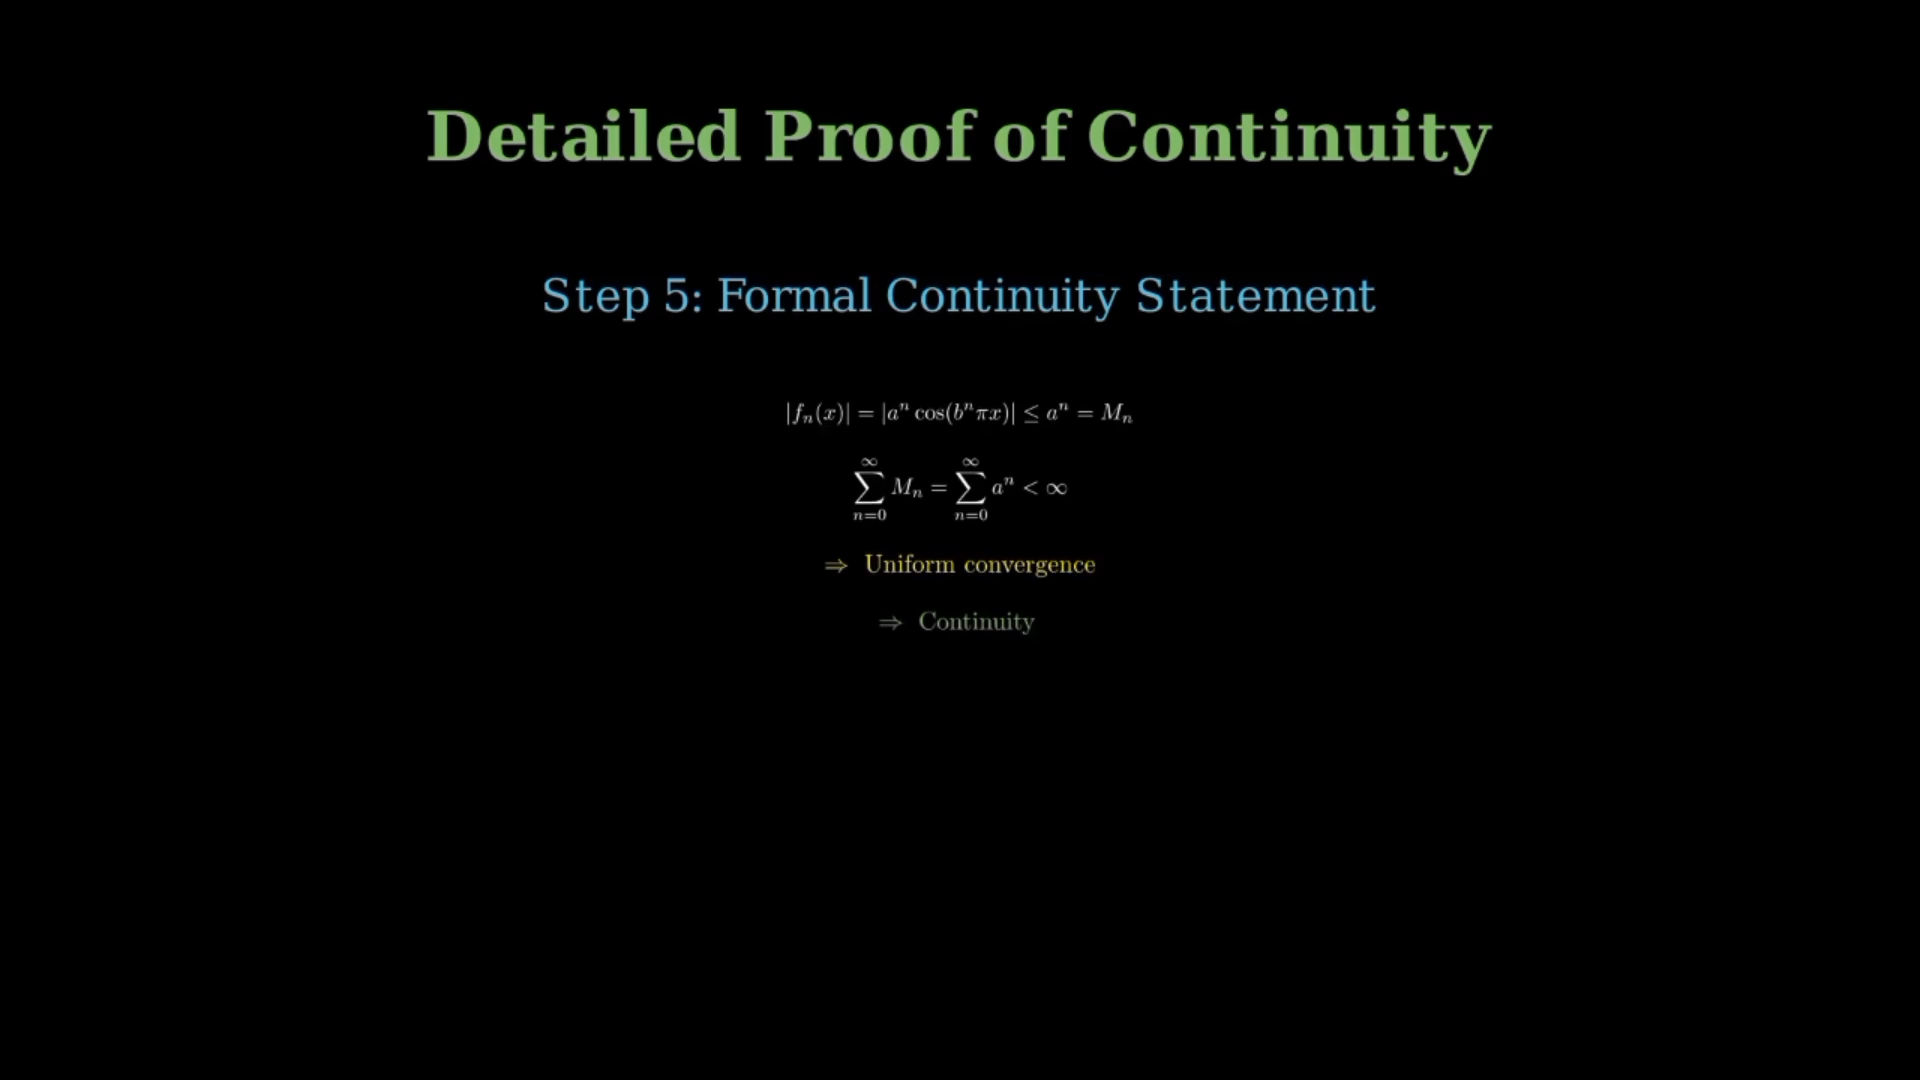 Detailed Proof of Continuity
Step 5: Formal Continuity Statement
|fₙ(x)| = |aⁿ cos(bⁿπx)| ≤ aⁿ = Mₙ
∑_{n=0}^{∞} Mₙ = ∑_{n=0}^{∞} aⁿ < ∞
⇒ Uniform convergence
⇒ Continuity